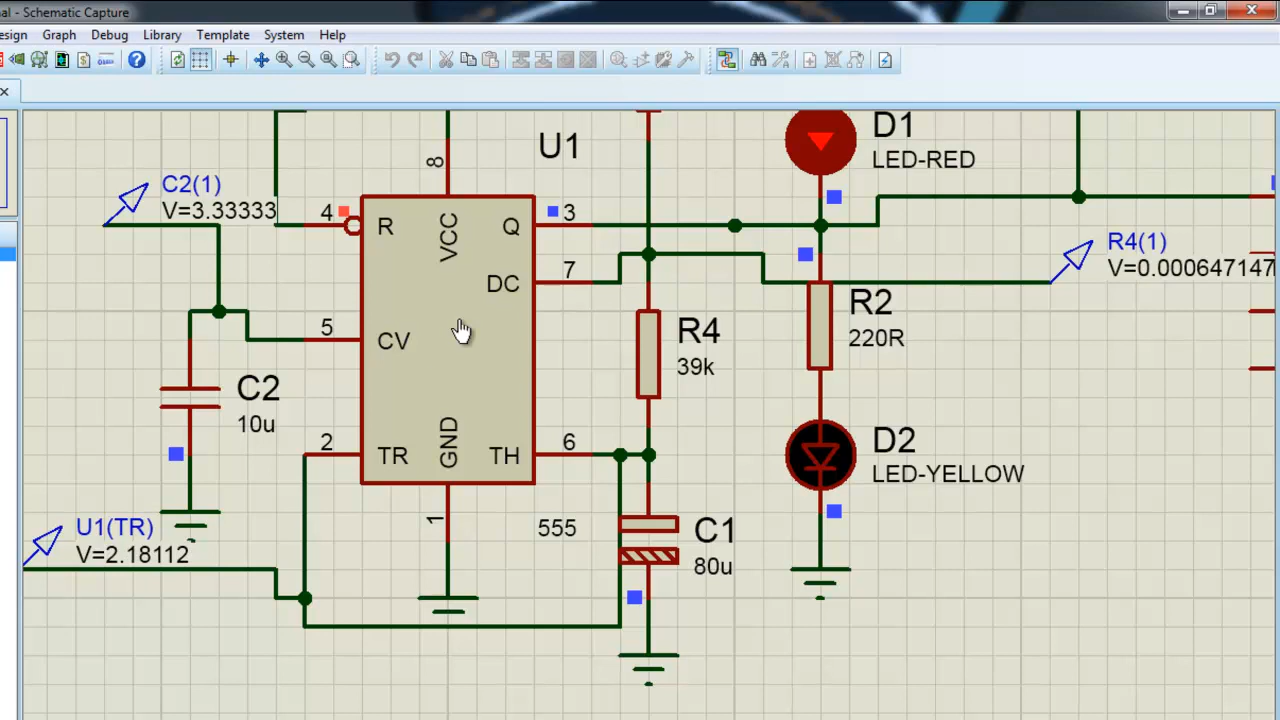 nal - Schematic Capture
esign Graph Debug Library Template System Help
U1
D1
LED-RED
C2(1)
V=3.33333
8
4
R
VCC
Q
3
R4(1)
V=0.000647147
DC
7
R2
220R
R4
39k
5
CV
C2
10u
2
TR
GND
TH
6
D2
LED-YELLOW
U1(TR)
V=2.18112
1
555
C1
80u